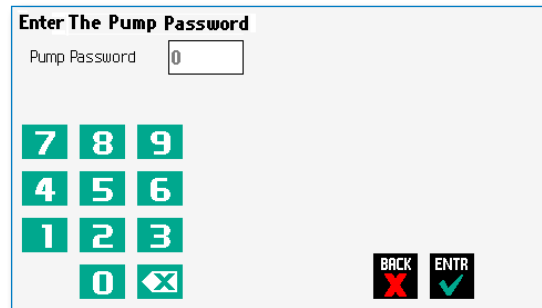 Enter The Pump Password
Pump Password 0
7 8 9
4 5 6
1 2 3
0 X
BACK ENTR